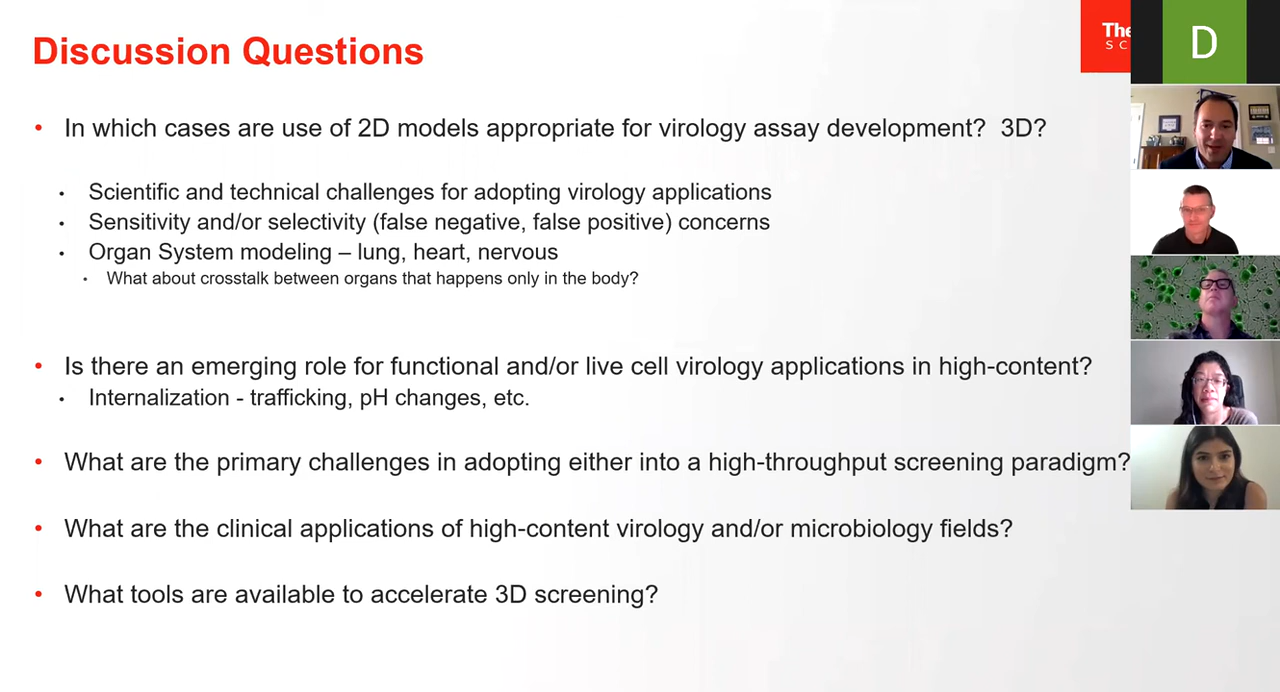 Discussion Questions
The
S C
D
• In which cases are use of 2D models appropriate for virology assay development?  3D?
• Scientific and technical challenges for adopting virology applications
• Sensitivity and/or selectivity (false negative, false positive) concerns
• Organ System modeling – lung, heart, nervous
• What about crosstalk between organs that happens only in the body?
• Is there an emerging role for functional and/or live cell virology applications in high-content?
• Internalization - trafficking, pH changes, etc.
• What are the primary challenges in adopting either into a high-throughput screening paradigm?
• What are the clinical applications of high-content virology and/or microbiology fields?
• What tools are available to accelerate 3D screening?